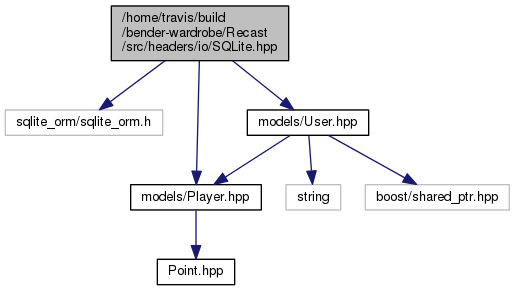 /home/travis/build
/bender-wardrobe/Recast
/src/headers/io/SQLite.hpp
sqlite_orm/sqlite_orm.h
models/User.hpp
models/Player.hpp
string
boost/shared_ptr.hpp
Point.hpp